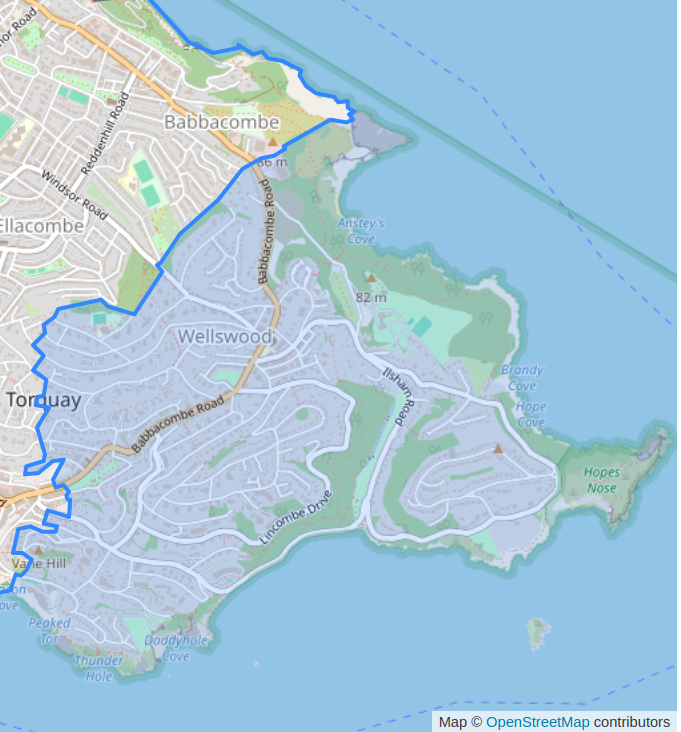 Babbacombe
Reddenhill Road
86 m
Windsor Road
Babbacombe Road
Ellacombe
Anstey's
Cove
82 m
Wellswood
Brandy
Cove
Ilsham Road
Torquay
Hope
Cove
Babbacombe Road
Hopes
Nose
Lincombe Drive
Vane Hill
Peaked
Tor
Daddyhole
Cove
Thunder
Hole
Map © OpenStreetMap contributors